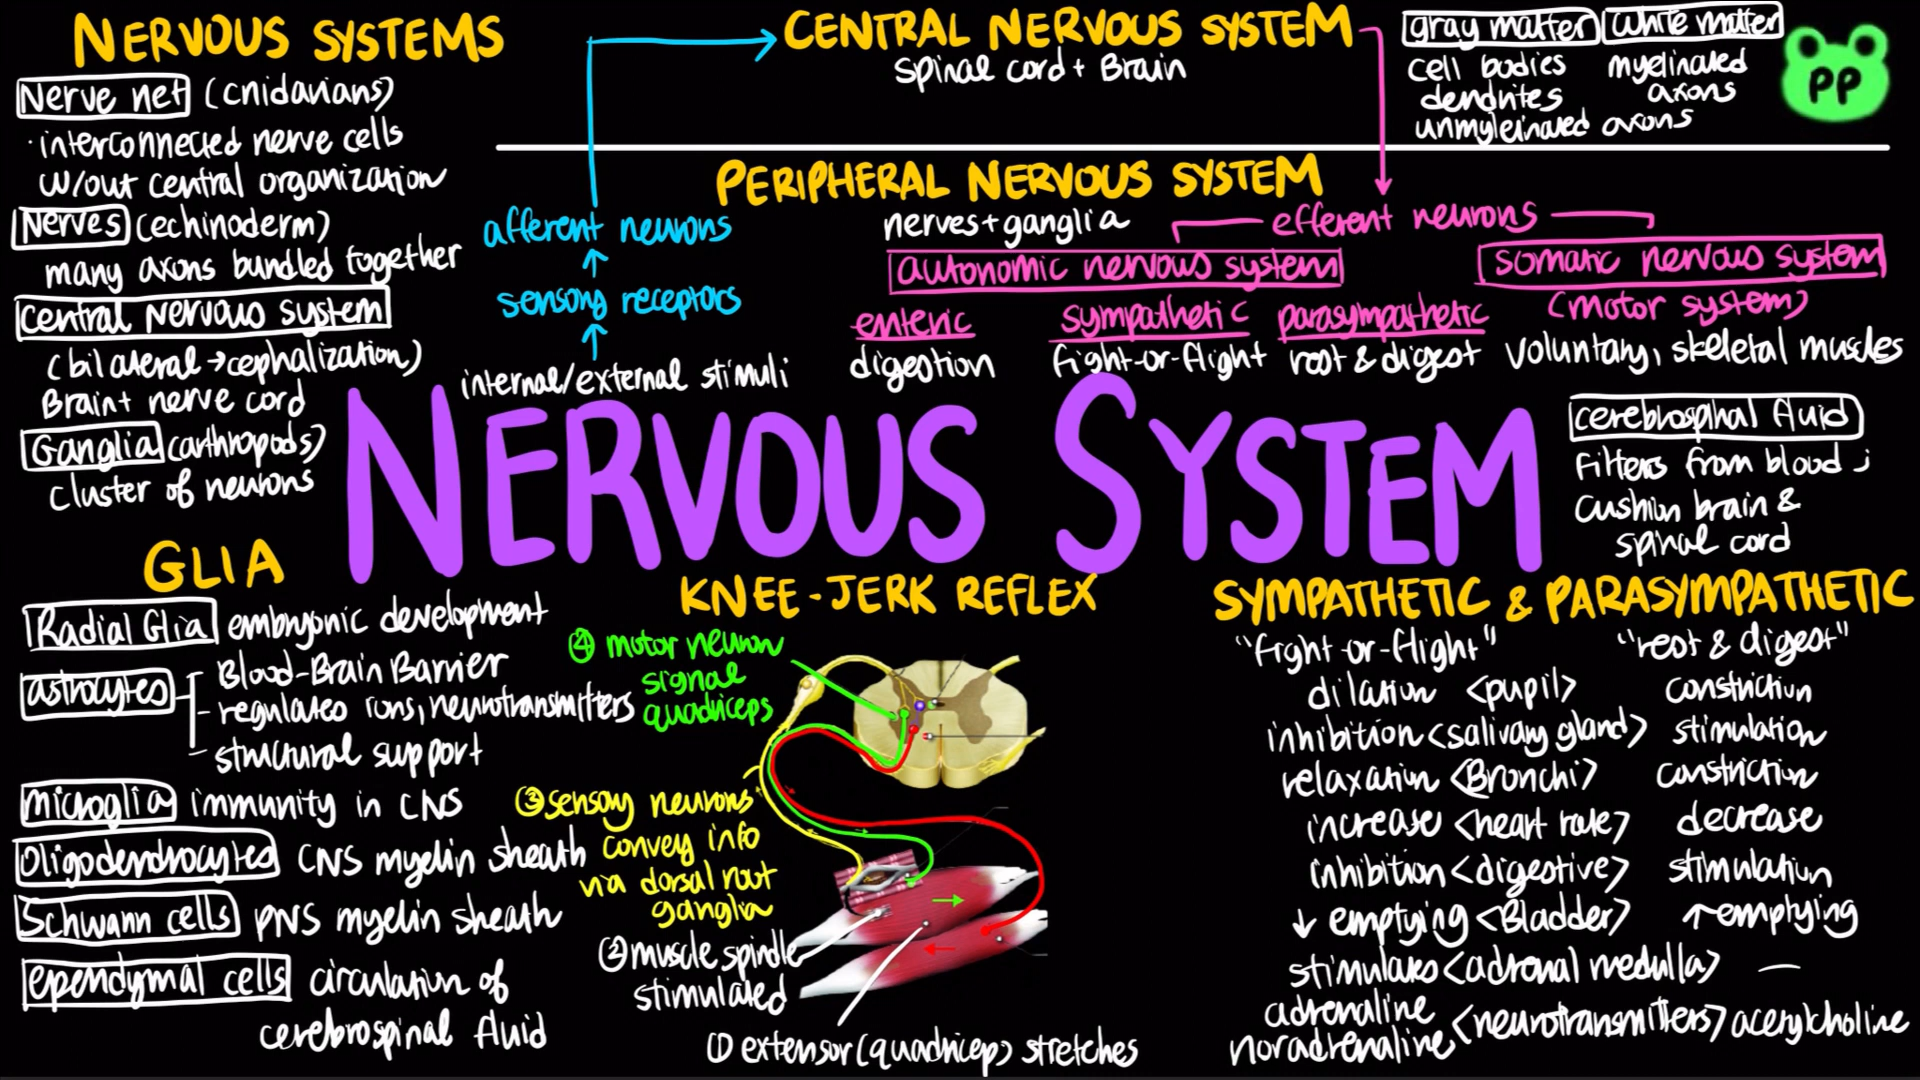 NERVOUS SYSTEMS
Nerve net (cnidarians)
· interconnected nerve cells
w/out central organization
Nerves (echinoderm)
many axons bundled together
central nervous system
(bilateral → cephalization)
Brain + nerve cord
Ganglia (arthropods)
cluster of neurons
CENTRAL NERVOUS SYSTEM
spinal cord + Brain
gray matter
cell bodies
dendrites
unmyleinated axons
white matter
myelinated
axons
PP
PERIPHERAL NERVOUS SYSTEM
nerves + ganglia
afferent neurons
↑
sensory receptors
↑
internal/external stimuli
efferent neurons
autonomic nervous system
enteric
digestion
sympathetic
fight-or-flight
parasympathetic
rest & digest
somatic nervous system
(motor system)
voluntary, skeletal muscles
NERVOUS SYSTEM
cerebrosphal fluid
filters from blood ;
cushion brain &
spinal cord
GLIA
Radial Glia embryonic development
astrocytes
Blood-Brain Barrier
- regulates ions, neurotransmitters
- structural support
microglia immunity in CNS
Oligodendrocytes CNS myelin sheath
Schwann cells PNS myelin sheath
ependymal cells circulation of
cerebrospinal fluid
KNEE-JERK REFLEX
④ motor neuron
signal
quadriceps
③ sensory neurons
convey info
via dorsal root
ganglia
② muscle spindle
stimulated
① extensor (quadricep) stretches
SYMPATHETIC & PARASYMPATHETIC
"fight-or-flight" "rest & digest"
dilation <pupil> constriction
inhibition <salivary gland> stimulation
relaxation <Bronchi> constriction
increase <heart rate> decrease
inhibition <digestive> stimulation
↓ emptying <Bladder> ↑ emptying
stimulates <adrenal medulla> —
adrenaline
noradrenaline <neurotransmitters> acetylcholine